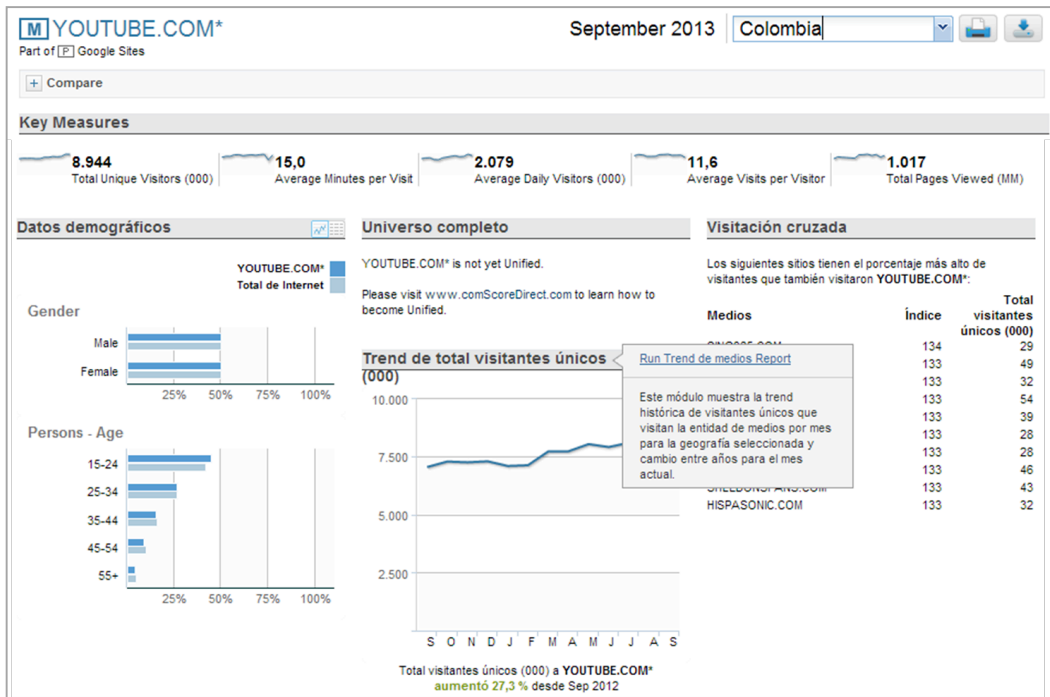 M YOUTUBE.COM*
Part of P Google Sites
September 2013
Colombia
+ Compare
Key Measures
8.944
Total Unique Visitors (000)
15,0
Average Minutes per Visit
2.079
Average Daily Visitors (000)
11,6
Average Visits per Visitor
1.017
Total Pages Viewed (MM)
Datos demográficos
YOUTUBE.COM*
Total de Internet
Gender
Male
Female
25% 50% 75% 100%
Persons - Age
15-24
25-34
35-44
45-54
55+
25% 50% 75% 100%
Universo completo
YOUTUBE.COM* is not yet Unified.
Please visit www.comScoreDirect.com to learn how to
become Unified.
Trend de total visitantes únicos
(000)
10.000
7.500
5.000
2.500
S O N D J F M A M J J A S
Total visitantes únicos (000) a YOUTUBE.COM*
aumentó 27,3 % desde Sep 2012
Run Trend de medios Report
Este módulo muestra la trend
histórica de visitantes únicos que
visitan la entidad de medios por mes
para la geografía seleccionada y
cambio entre años para el mes
actual.
Visitación cruzada
Los siguientes sitios tienen el porcentaje más alto de
visitantes que también visitaron YOUTUBE.COM*:
Medios Índice Total
visitantes
únicos (000)
134 29
133 49
133 32
133 54
133 39
133 28
133 28
133 46
133 43
HISPASONIC.COM 133 32